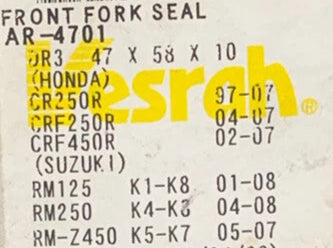 FRONT FORK SEAL
AR-4701
DR3 47 X 58 X 10
(HONDA)
Vesrah®
CR250R 97-07
CRF250R 04-07
CRF450R 02-07
(SUZUKI)
RM125 K1-K8 01-08
RM250 K4-K8 04-08
RM-Z450 K5-K7 05-07